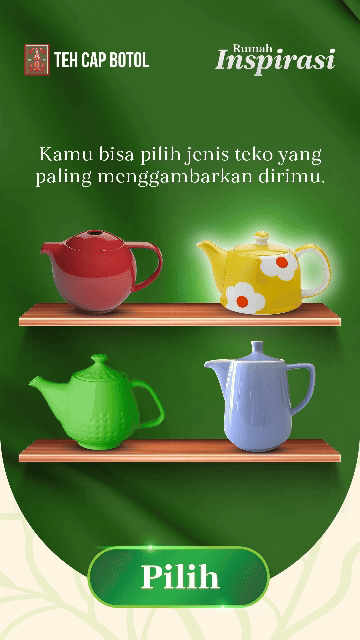 TEH CAP BOTOL
Rumah
Inspirasi
Kamu bisa pilih jenis teko yang
paling menggambarkan dirimu.
Pilih